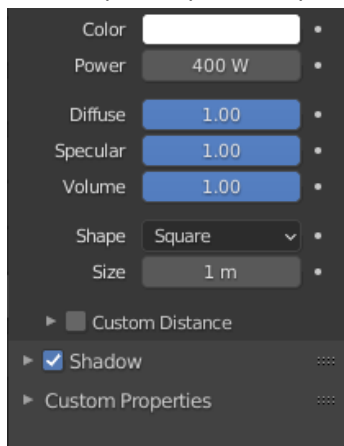 Color
Power 400 W
Diffuse 1.00
Specular 1.00
Volume 1.00
Shape Square
Size 1 m
Custom Distance
Shadow
Custom Properties